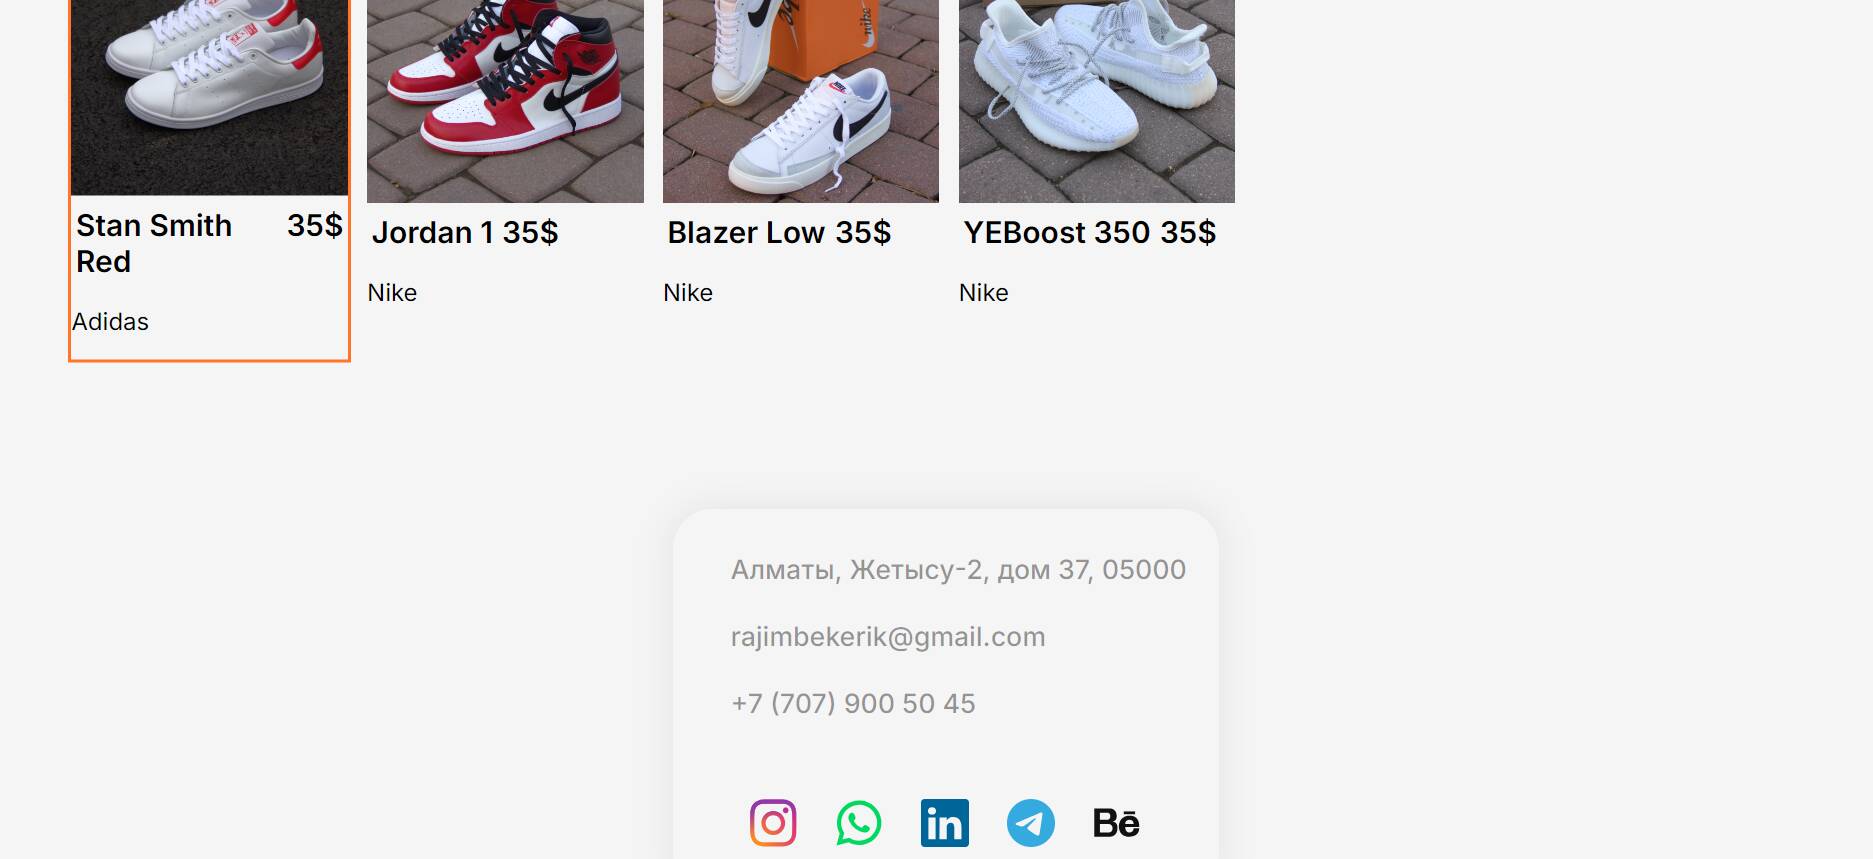 Stan Smith Red 35$
Adidas
Jordan 1 35$
Nike
Blazer Low 35$
Nike
YEBoost 350 35$
Nike
nike
Алматы, Жетысу-2, дом 37, 05000
rajimbekerik@gmail.com
+7 (707) 900 50 45
in
Bē